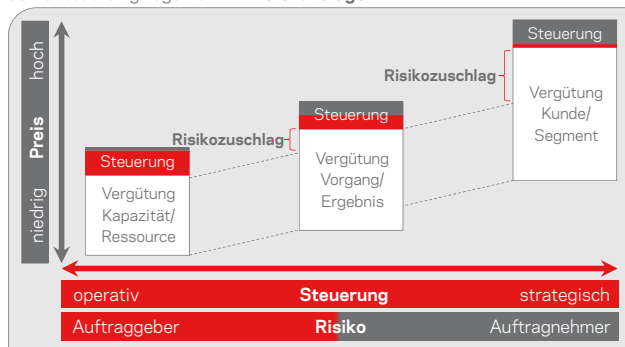 hoch
Preis
niedrig
Steuerung
Vergütung
Kapazität/
Ressource
Risikozuschlag
Steuerung
Vergütung
Vorgang/
Ergebnis
Risikozuschlag
Steuerung
Vergütung
Kunde/
Segment
operativ Steuerung strategisch
Auftraggeber Risiko Auftragnehmer